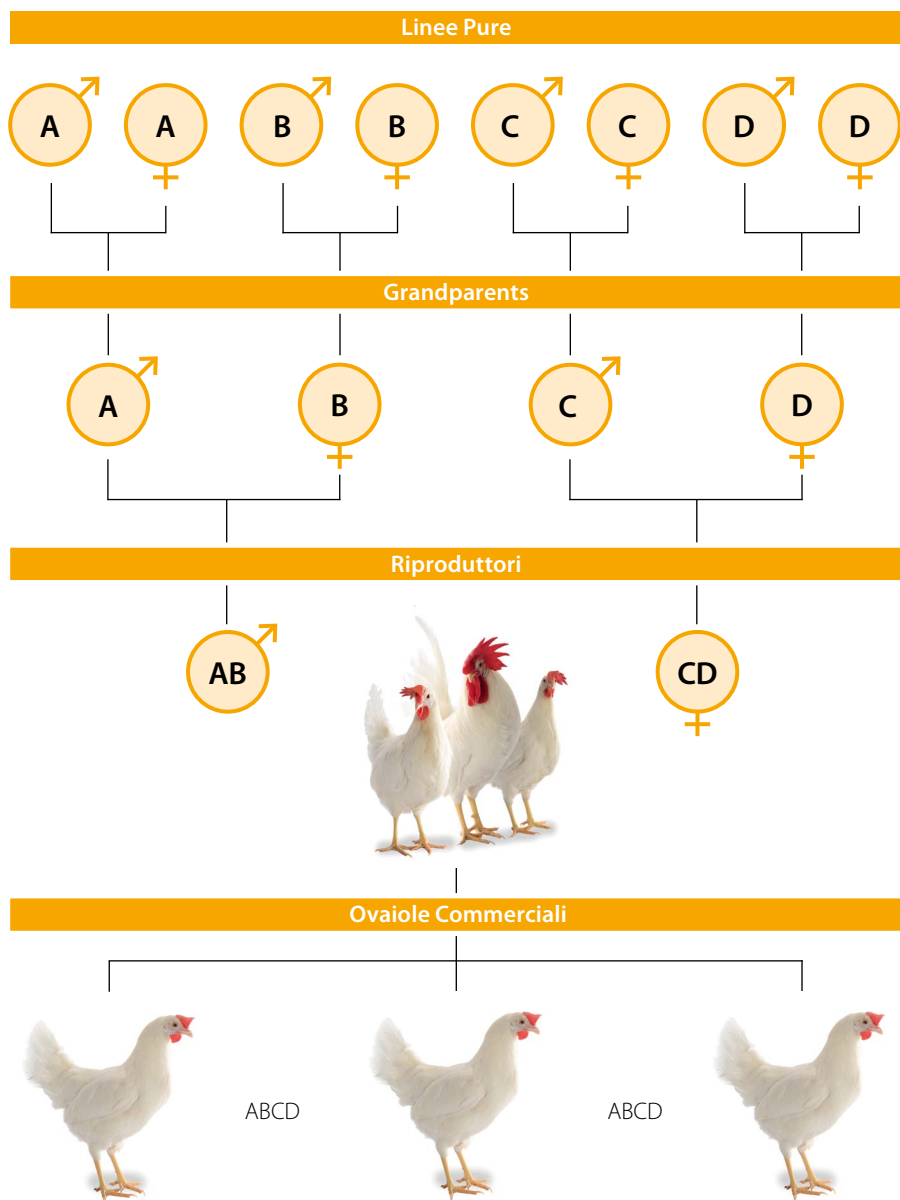 Linee Pure
A A B B C C D D
Grandparents
A B C D
Riproduttori
AB CD
Ovaiole Commerciali
ABCD ABCD